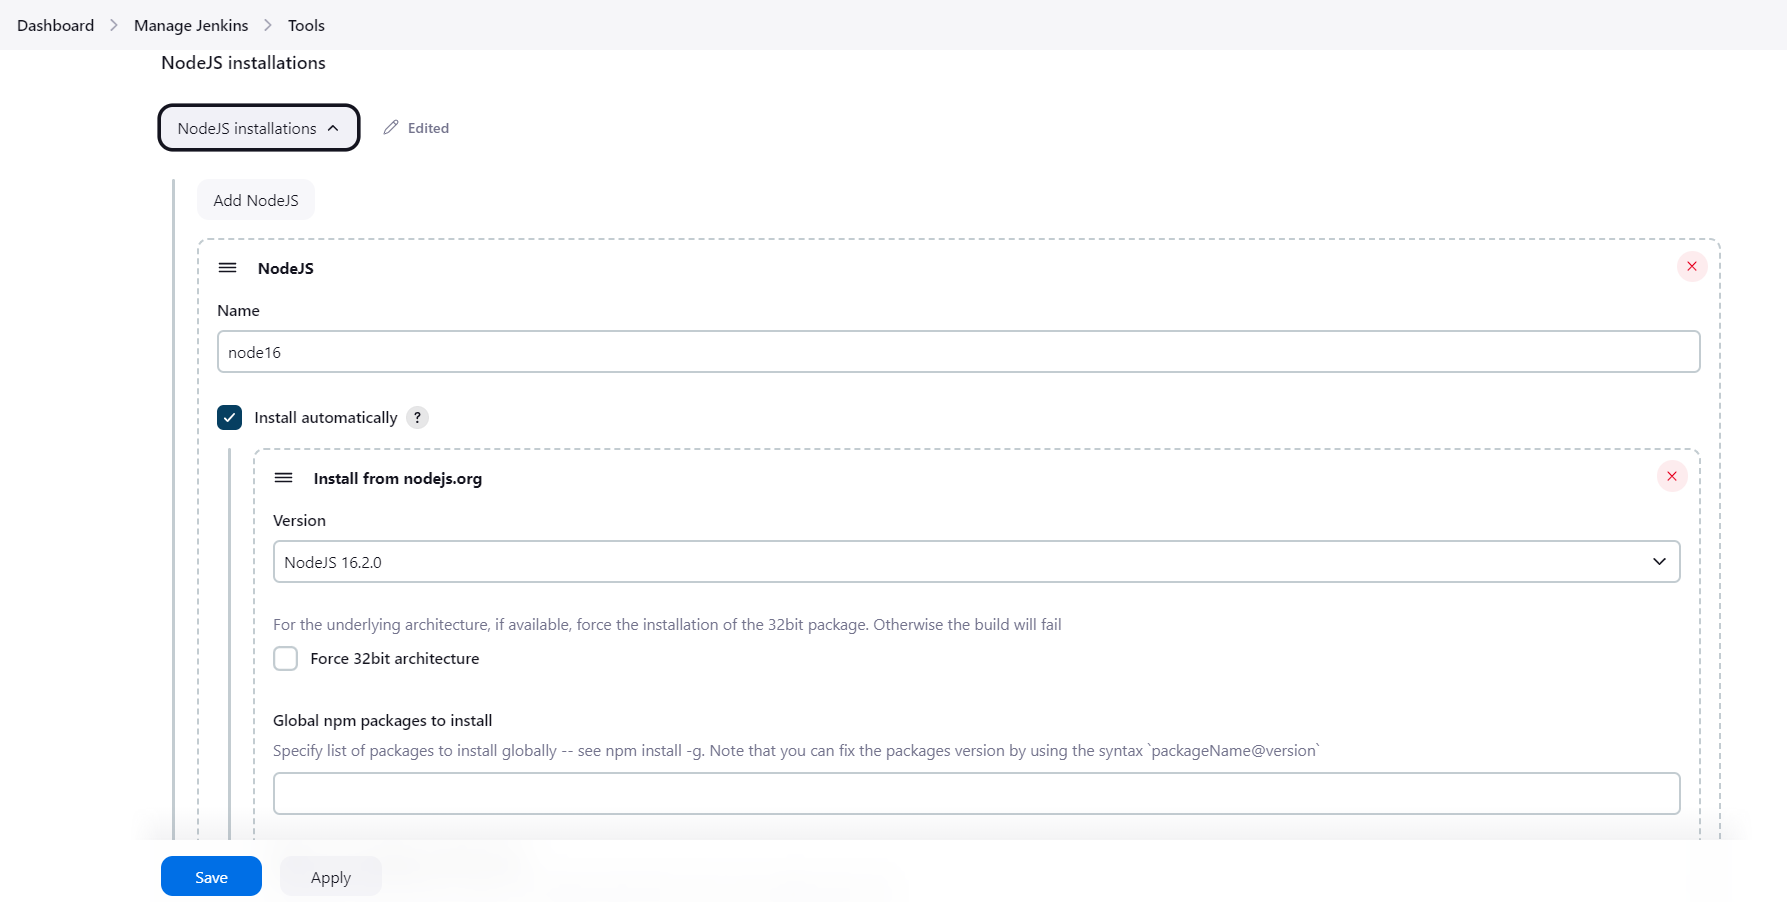 Dashboard > Manage Jenkins > Tools
NodeJS installations
NodeJS installations Edited
Add NodeJS
NodeJS
Name
node16
Install automatically ?
Install from nodejs.org
Version
NodeJS 16.2.0
For the underlying architecture, if available, force the installation of the 32bit package. Otherwise the build will fail
Force 32bit architecture
Global npm packages to install
Specify list of packages to install globally -- see npm install -g. Note that you can fix the packages version by using the syntax `packageName@version`
Save Apply